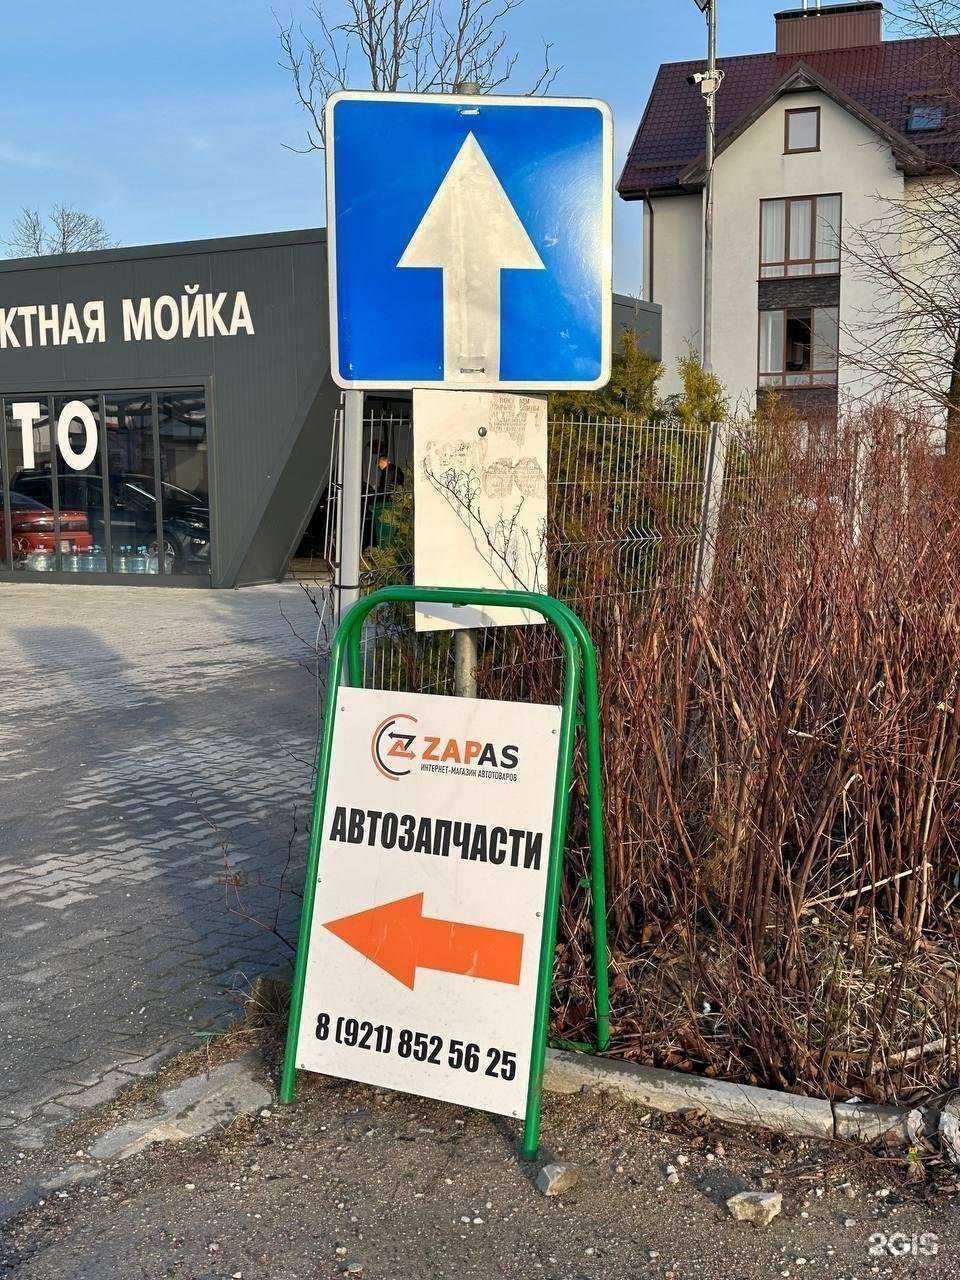 КТНАЯ МОЙКА
ТО
ZAPAS
ИНТЕРНЕТ-МАГАЗИН АВТОТОВАРОВ
АВТОЗАПЧАСТИ
8 (921) 852 56 25
2GIS